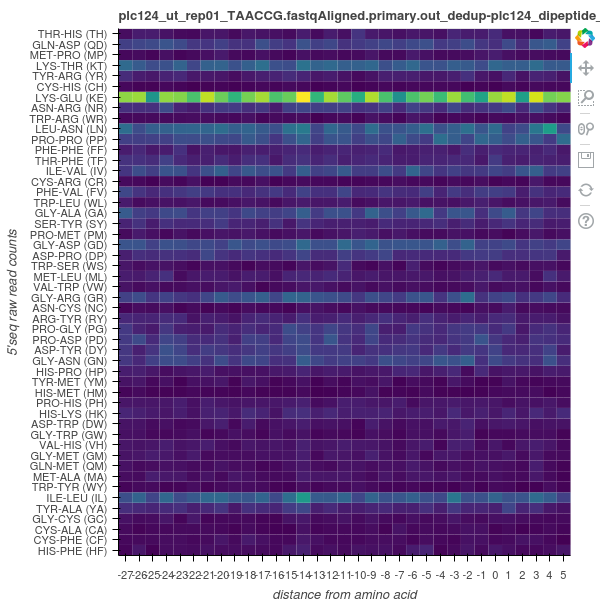 plc124_ut_rep01_TAACCG.fastqAligned.primary.out_dedup-plc124_dipeptide_
THR-HIS (TH)
GLN-ASP (QD)
MET-PRO (MP)
LYS-THR (KT)
TYR-ARG (YR)
CYS-HIS (CH)
LYS-GLU (KE)
ASN-ARG (NR)
TRP-ARG (WR)
LEU-ASN (LN)
PRO-PRO (PP)
PHE-PHE (FF)
THR-PHE (TF)
ILE-VAL (IV)
CYS-ARG (CR)
PHE-VAL (FV)
TRP-LEU (WL)
GLY-ALA (GA)
SER-TYR (SY)
PRO-MET (PM)
GLY-ASP (GD)
ASP-PRO (DP)
TRP-SER (WS)
MET-LEU (ML)
VAL-TRP (VW)
GLY-ARG (GR)
ASN-CYS (NC)
ARG-TYR (RY)
PRO-GLY (PG)
PRO-ASP (PD)
ASP-TYR (DY)
GLY-ASN (GN)
HIS-PRO (HP)
TYR-MET (YM)
HIS-MET (HM)
PRO-HIS (PH)
HIS-LYS (HK)
ASP-TRP (DW)
GLY-TRP (GW)
VAL-HIS (VH)
GLY-MET (GM)
GLN-MET (QM)
MET-ALA (MA)
TRP-TYR (WY)
ILE-LEU (IL)
TYR-ALA (YA)
GLY-CYS (GC)
CYS-ALA (CA)
CYS-PHE (CF)
HIS-PHE (HF)
5'seq raw read counts
-27-26-25-24-23-22-21-20-19-18-17-16-15-14-13-12-11-10 -9 -8 -7 -6 -5 -4 -3 -2 -1 0 1 2 3 4 5
distance from amino acid